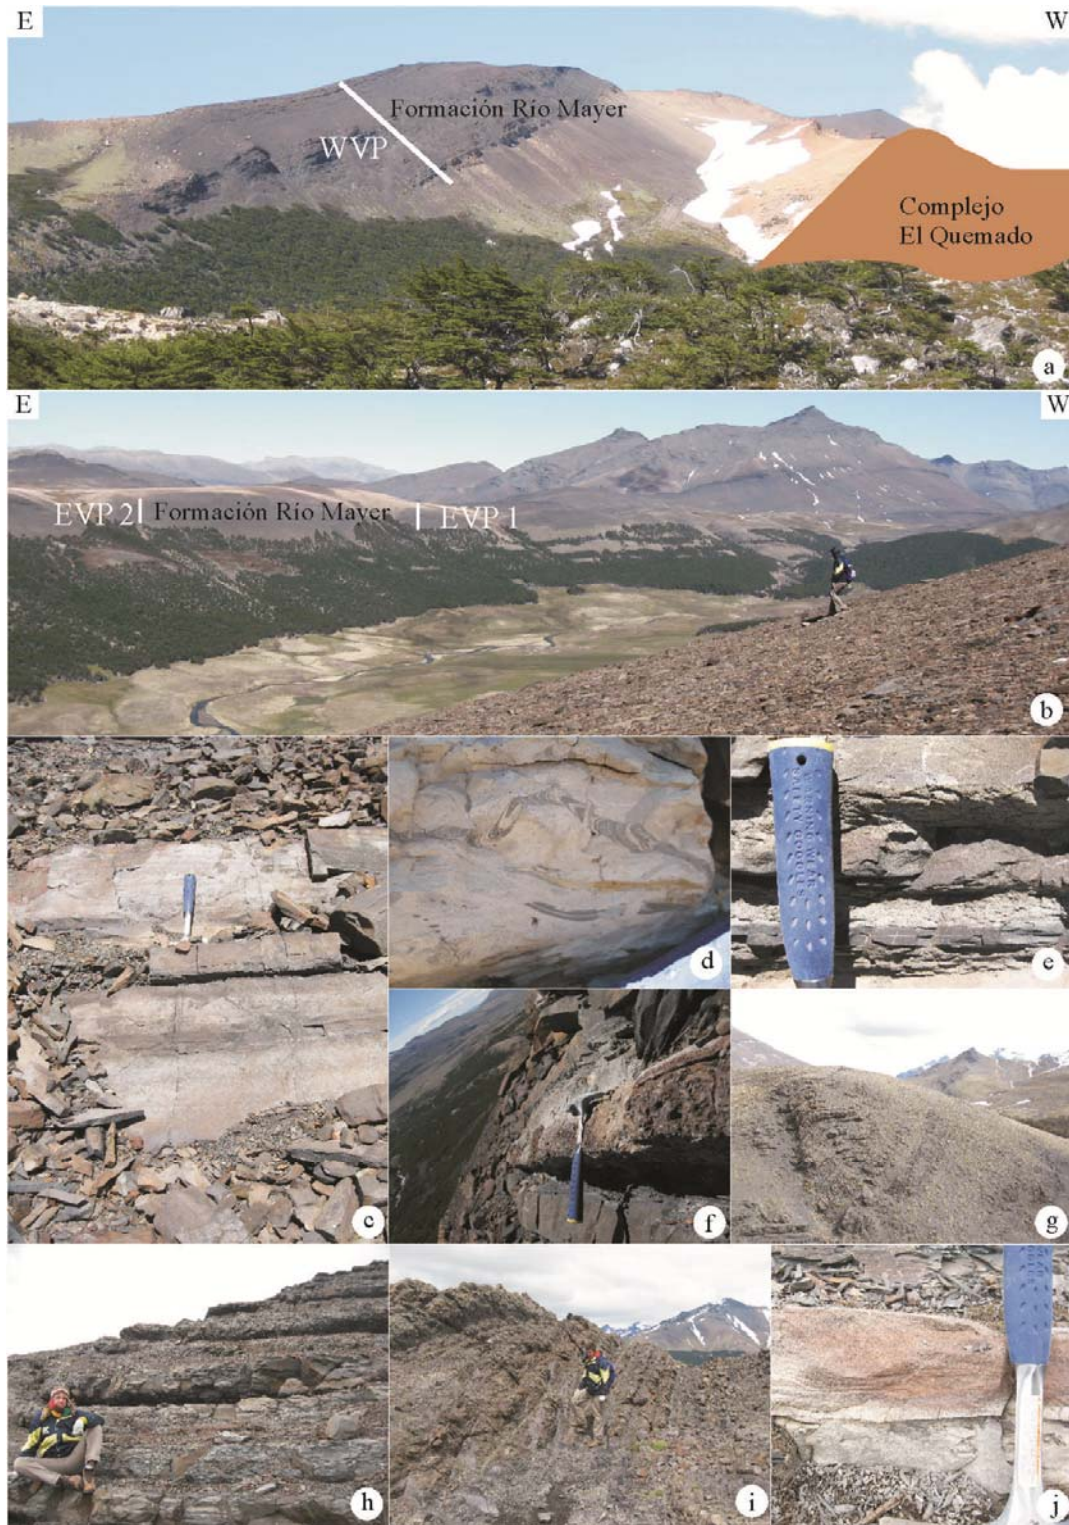 E
W
Formación Río Mayer
WVP
Complejo
El Quemado
a
E
W
EVP 2
Formación Río Mayer
EVP 1
b
c
d
e
f
g
h
i
j